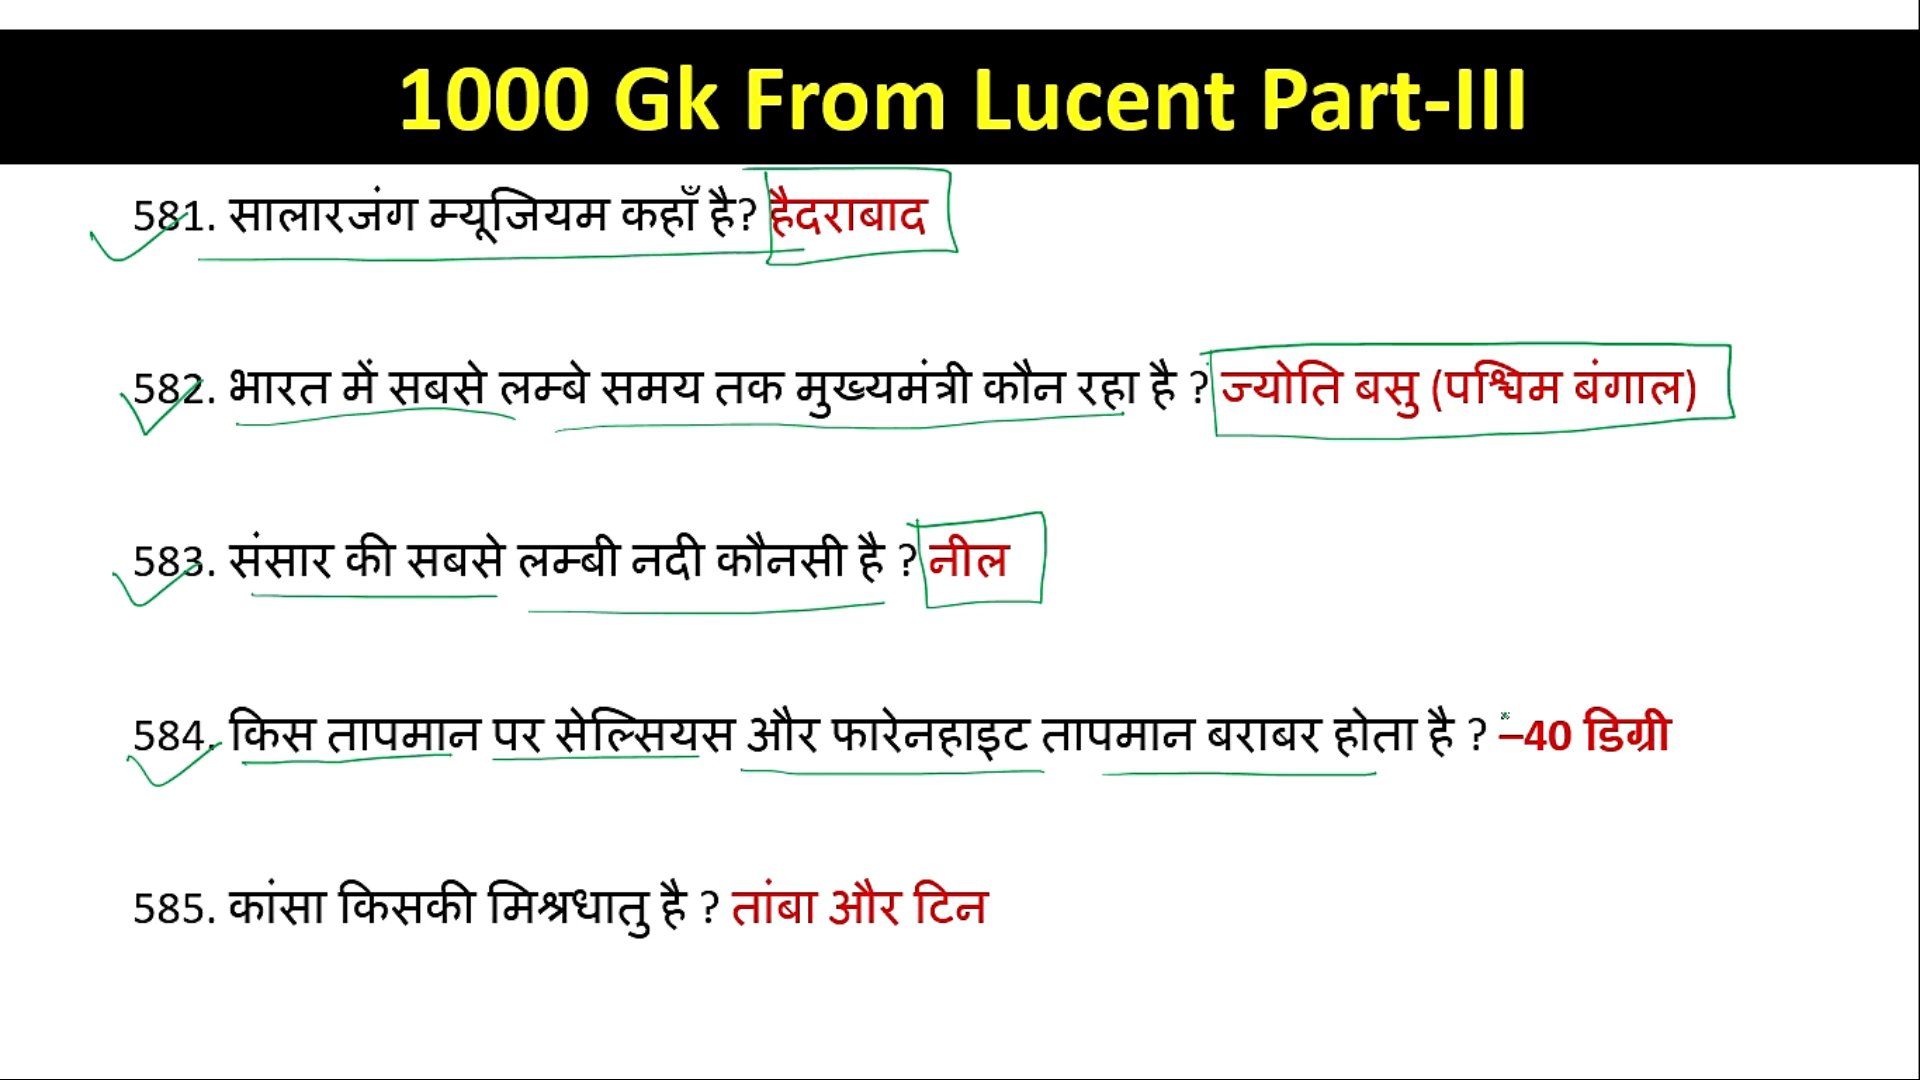 1000 Gk From Lucent Part-III
581. सालारजंग म्यूजियम कहाँ है? हैदराबाद
582. भारत में सबसे लम्बे समय तक मुख्यमंत्री कौन रहा है ? ज्योति बसु (पश्चिम बंगाल)
583. संसार की सबसे लम्बी नदी कौनसी है ? नील
584. किस तापमान पर सेल्सियस और फारेनहाइट तापमान बराबर होता है ? –40 डिग्री
585. कांसा किसकी मिश्रधातु है ? तांबा और टिन